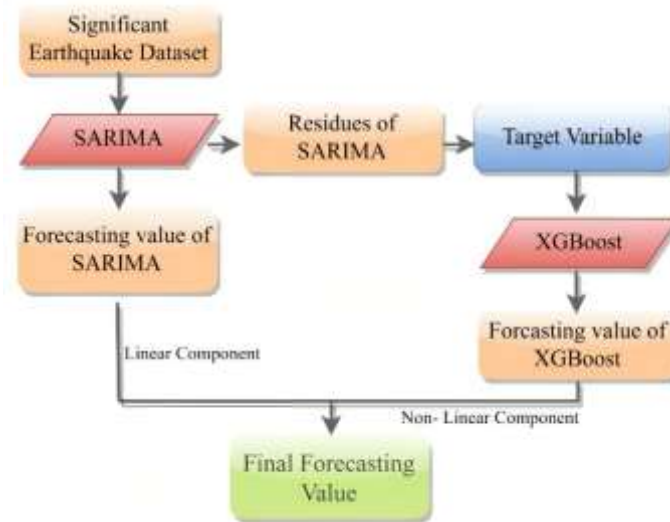 Significant
Earthquake Dataset
SARIMA
Residues of
SARIMA
Target Variable
Forecasting value of
SARIMA
XGBoost
Forcasting value of
XGBoost
Linear Component
Non- Linear Component
Final Forecasting
Value